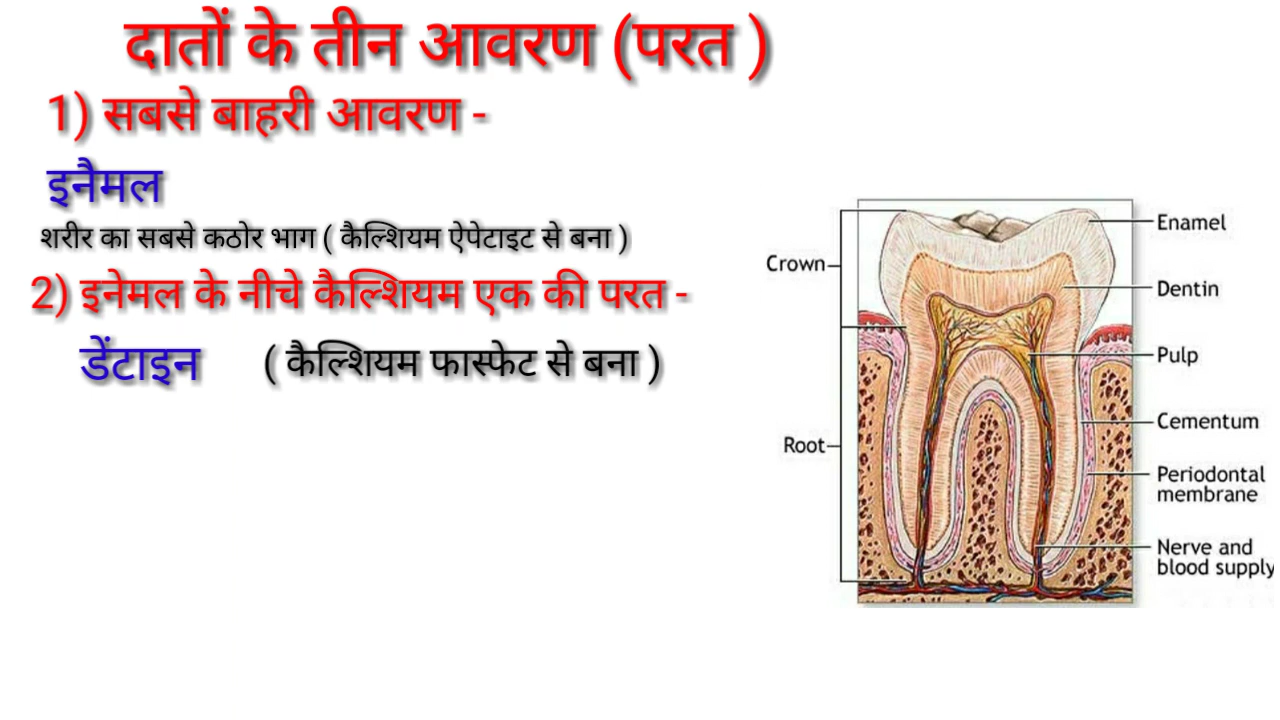 दातों के तीन आवरण (परत )
1) सबसे बाहरी आवरण -
इनैमल
शरीर का सबसे कठोर भाग ( कैल्शियम ऐपेटाइट से बना )
2) इनेमल के नीचे कैल्शियम एक की परत -
डेंटाइन ( कैल्शियम फास्फेट से बना )
Crown
Root
Enamel
Dentin
Pulp
Cementum
Periodontal
membrane
Nerve and
blood supply